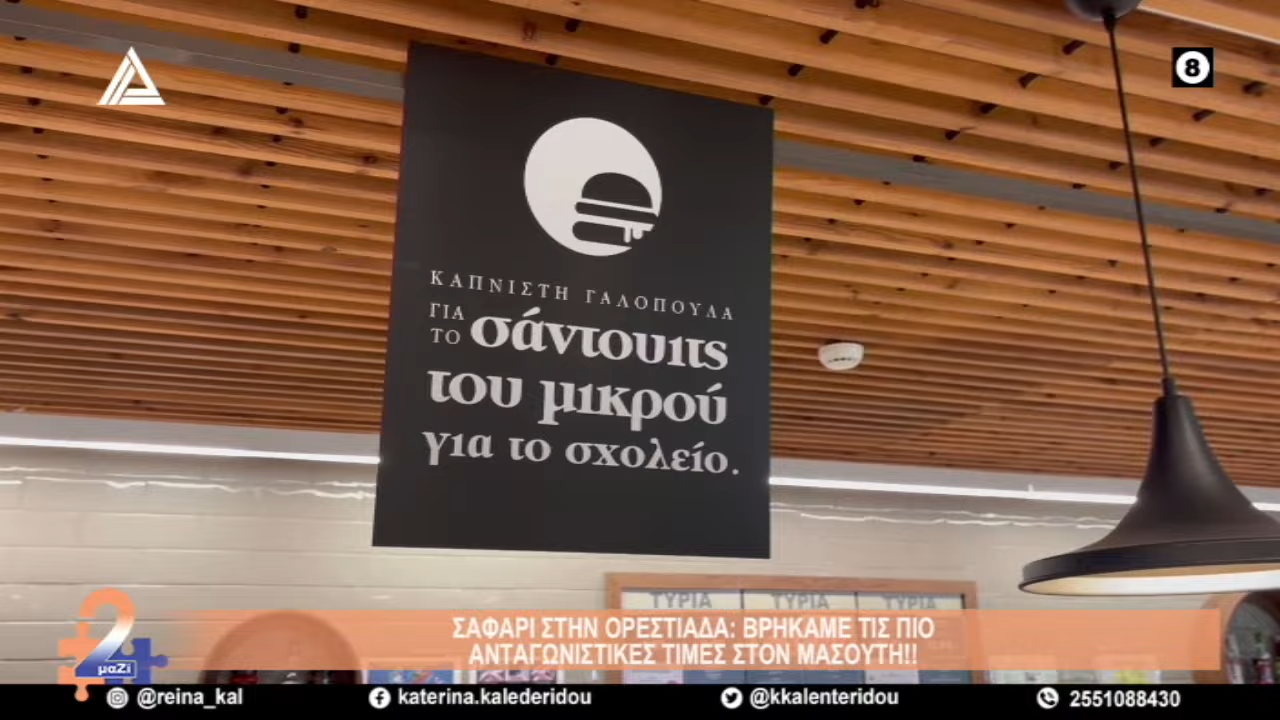 8
ΚΑΠΝΙΣΤΗ ΓΑΛΟΠΟΥΛΑ
ΓΙΑ
ΤΟ σάντουιτς
του μικρού
για το σχολείο.
ΤΥΡΙΑ ΤΥΡΙΑ ΤΥΡΙΑ
2
μαΖί
ΣΑΦΑΡΙ ΣΤΗΝ ΟΡΕΣΤΙΑΔΑ: ΒΡΗΚΑΜΕ ΤΙΣ ΠΙΟ
ΑΝΤΑΓΩΝΙΣΤΙΚΕΣ ΤΙΜΕΣ ΣΤΟΝ ΜΑΣΟΥΤΗ!!
@reina_kal katerina.kalederidou @kkalenteridou 2551088430